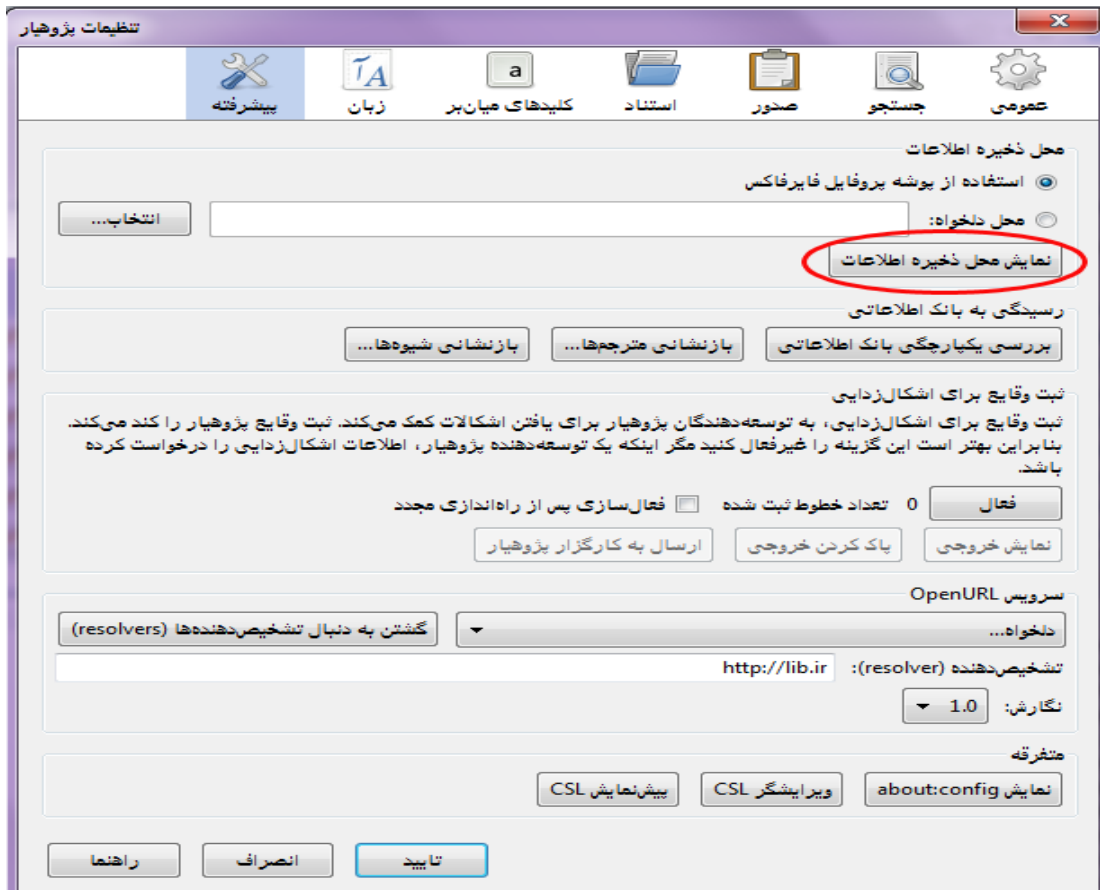 تنظیمات پژوهیار
عمومی
جستجو
صدور
استناد
a
کلیدهای میان‌بر
A
زبان
پیشرفته
محل ذخیره اطلاعات
استفاده از پوشه پروفایل فایرفاکس
محل دلخواه:
انتخاب...
نمایش محل ذخیره اطلاعات
رسیدگی به بانک اطلاعاتی
بررسی یکپارچگی بانک اطلاعاتی
بازنشانی مترجم‌ها...
بازنشانی شیوه‌ها...
ثبت وقایع برای اشکال‌زدایی
ثبت وقایع برای اشکال‌زدایی، به توسعه‌دهندگان پژوهیار برای یافتن اشکالات کمک می‌کند. ثبت وقایع پژوهیار را کند می‌کند.
بنابراین بهتر است این گزینه را غیرفعال کنید مگر اینکه یک توسعه‌دهنده پژوهیار، اطلاعات اشکال‌زدایی را درخواست کرده
باشد.
فعال
0 تعداد خطوط ثبت شده
فعال‌سازی پس از راه‌اندازی مجدد
نمایش خروجی
پاک کردن خروجی
ارسال به کارگزار پژوهیار
سرویس OpenURL
دلخواه...
گشتن به دنبال تشخیص‌دهنده‌ها (resolvers)
تشخیص‌دهنده (resolver):
http://lib.ir
نگارش:
1.0
متفرقه
نمایش about:config
ویرایشگر CSL
پیش‌نمایش CSL
تایید
انصراف
راهنما